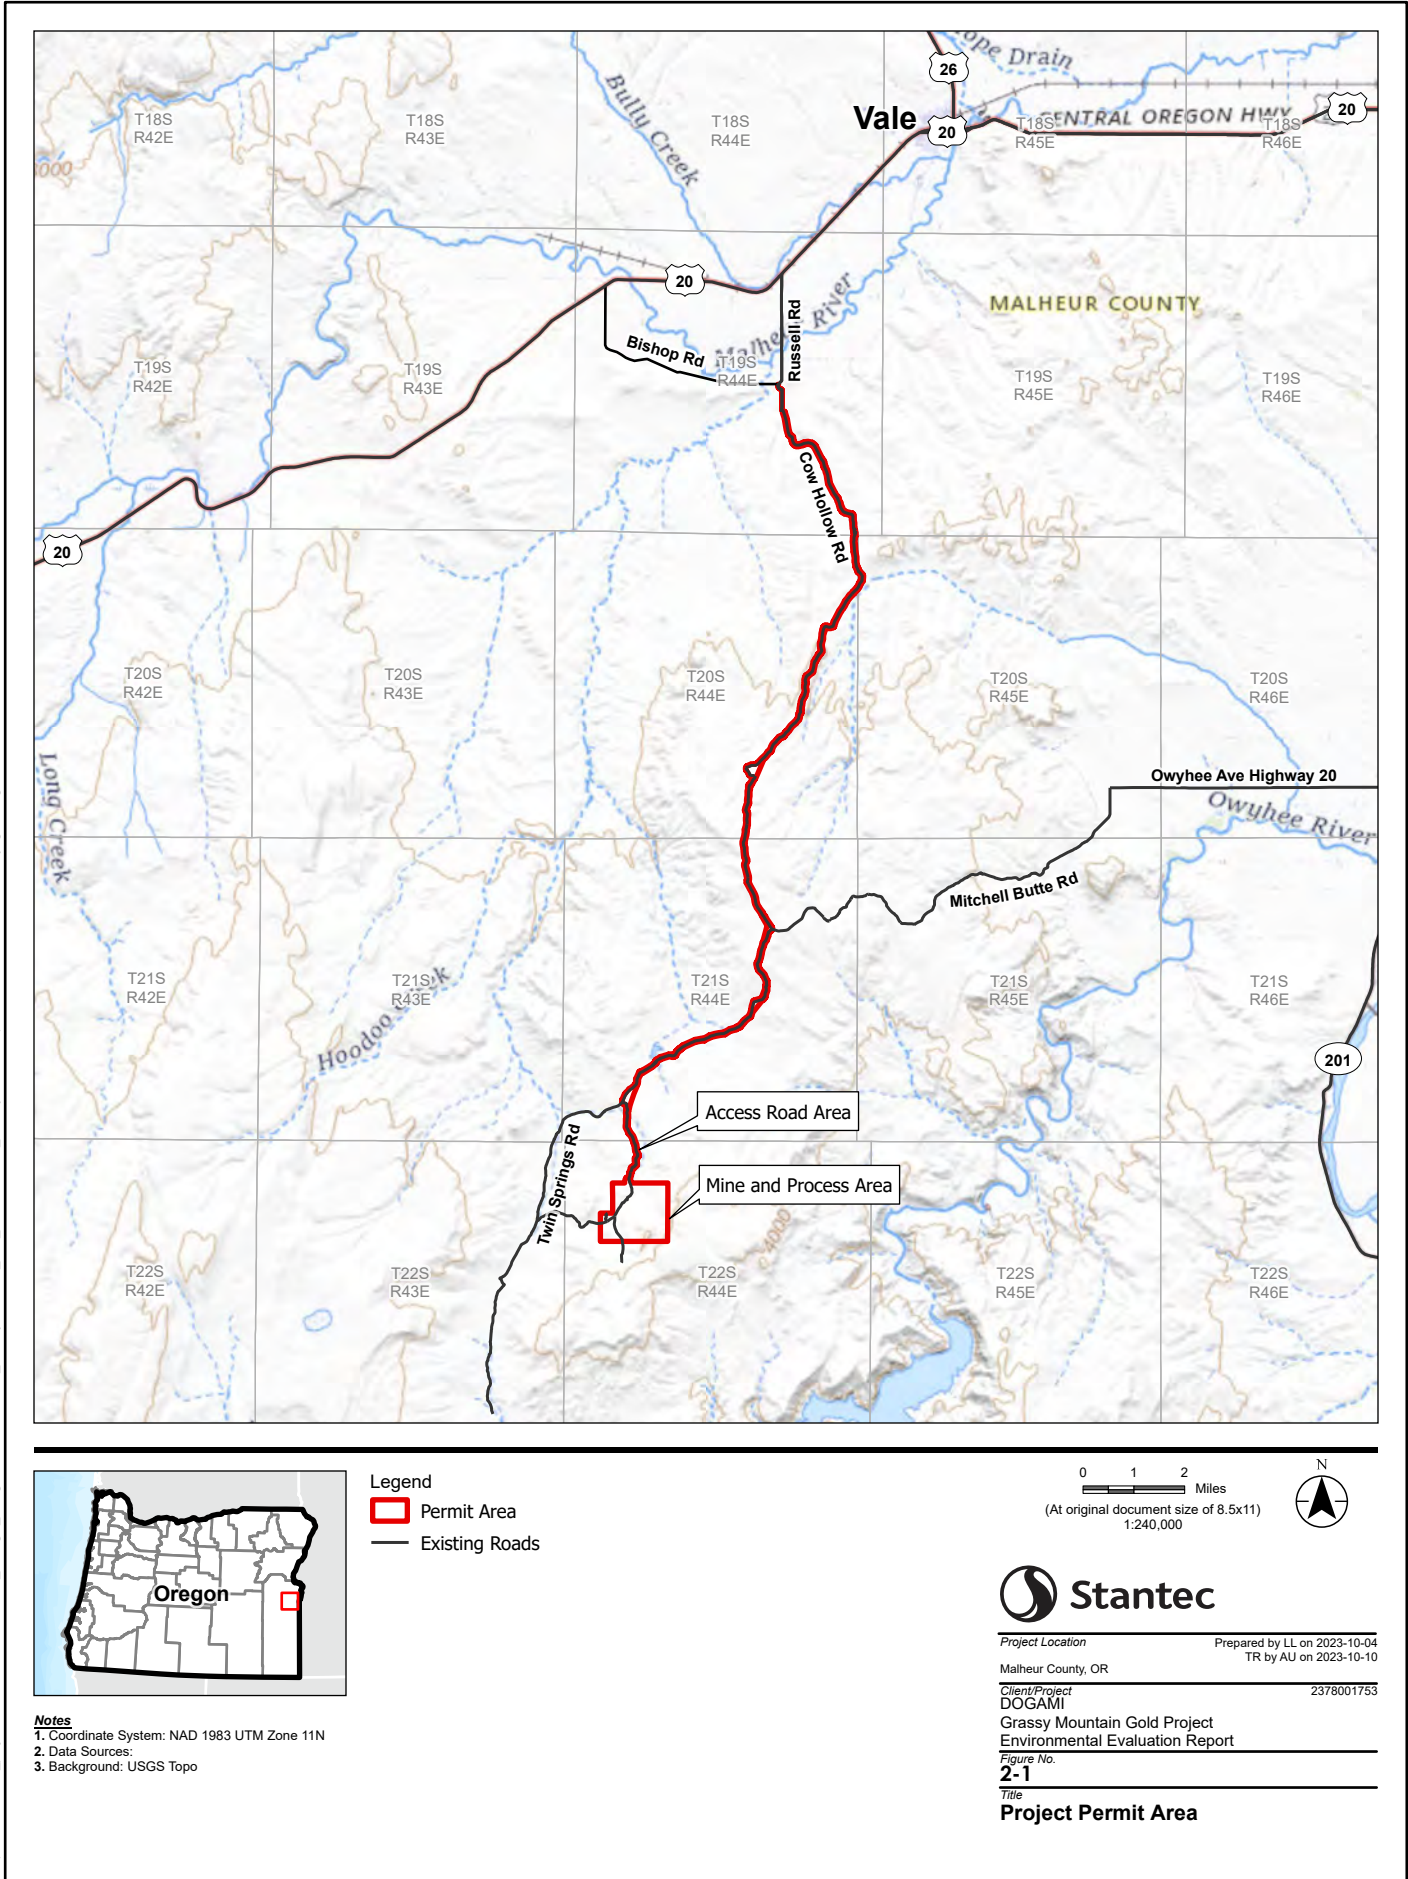 ope Drain
26
Vale
20
CENTRAL OREGON HWY
20
T18S
R42E
T18S
R43E
T18S
R44E
T18S
R45E
T18S
R46E
Bully Creek
000
20
Malheur River
Russell Rd
Bishop Rd
MALHEUR COUNTY
T19S
R42E
T19S
R43E
T19S
R44E
T19S
R45E
T19S
R46E
Cow Hollow Rd
20
T20S
R42E
T20S
R43E
T20S
R44E
T20S
R45E
T20S
R46E
Long Creek
Owyhee Ave Highway 20
Owyhee River
Mitchell Butte Rd
T21S
R42E
T21S
R43E
T21S
R44E
T21S
R45E
T21S
R46E
Hoodoo
201
Access Road Area
Twin Springs Rd
Mine and Process Area
4000
T22S
R42E
T22S
R43E
T22S
R44E
T22S
R45E
T22S
R46E
Oregon
Legend
Permit Area
Existing Roads
0 1 2
Miles
(At original document size of 8.5x11)
1:240,000
N
Stantec
Project Location
Prepared by LL on 2023-10-04
TR by AU on 2023-10-10
Malheur County, OR
Client/Project
2378001753
DOGAMI
Grassy Mountain Gold Project
Environmental Evaluation Report
Figure No.
2-1
Title
Project Permit Area
Notes
1. Coordinate System: NAD 1983 UTM Zone 11N
2. Data Sources:
3. Background: USGS Topo